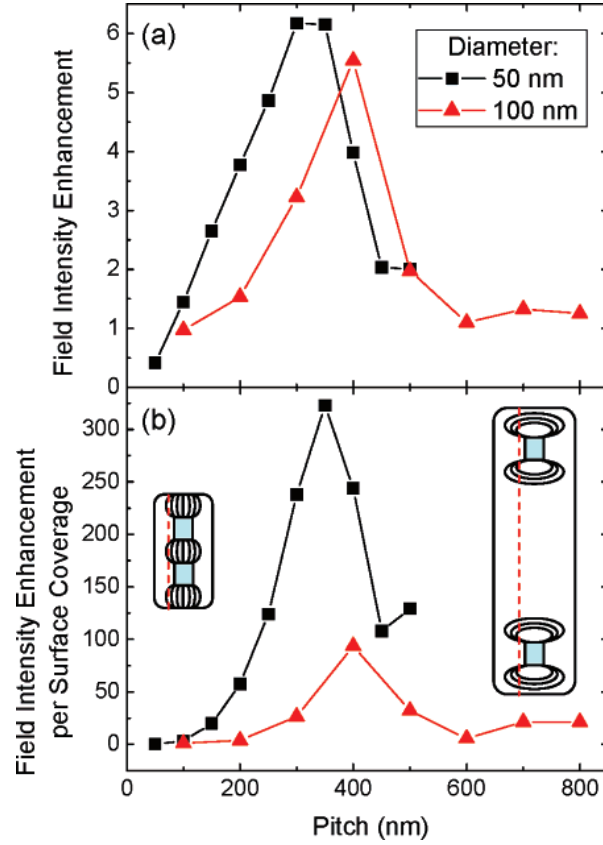 (a)
Diameter:
50 nm
100 nm
6
5
4
3
2
1
0
Field Intensity Enhancement
(b)
300
250
200
150
100
50
0
Field Intensity Enhancement
per Surface Coverage
0 200 400 600 800
Pitch (nm)